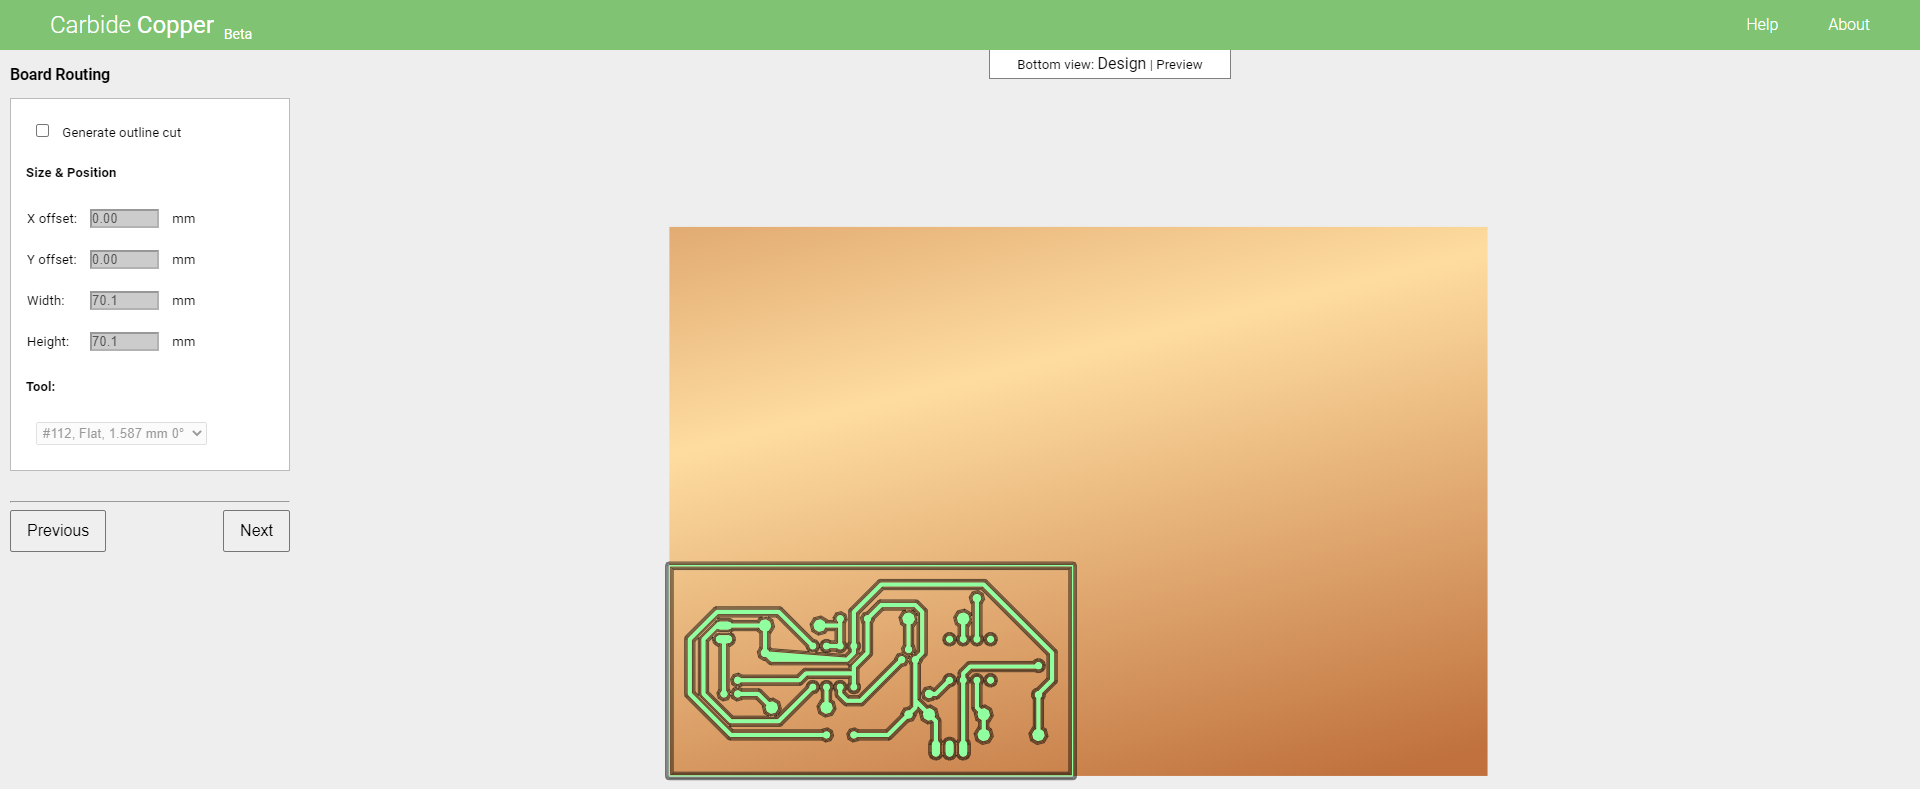 Carbide Copper Beta
Help
About
Board Routing
Bottom view: Design | Preview
Generate outline cut
Size & Position
X offset: 0.00 mm
Y offset: 0.00 mm
Width: 70.1 mm
Height: 70.1 mm
Tool:
#112, Flat, 1.587 mm 0°
Previous
Next